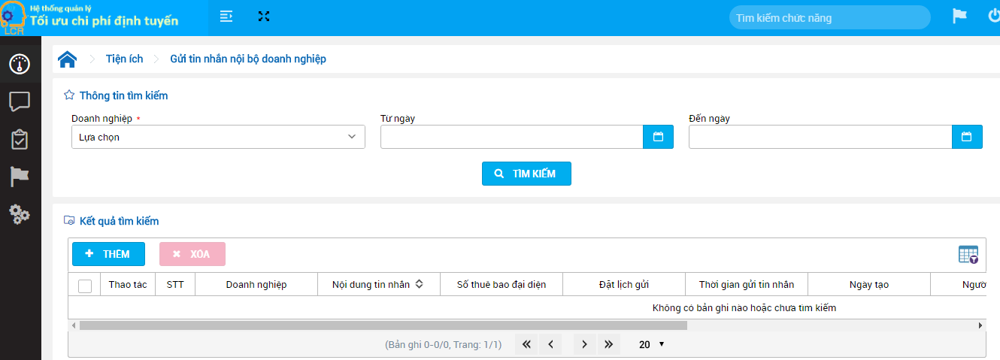 Hệ thống quản lý
Tối ưu chi phí định tuyến
LCR
Tìm kiếm chức năng
Tiện ích
Gửi tin nhắn nội bộ doanh nghiệp
Thông tin tìm kiếm
Doanh nghiệp *
Từ ngày
Đến ngày
Lựa chọn
TÌM KIẾM
Kết quả tìm kiếm
THÊM
XÓA
Thao tác STT Doanh nghiệp Nội dung tin nhắn Số thuê bao đại diện Đặt lịch gửi Thời gian gửi tin nhắn Ngày tạo Ngườ
Không có bản ghi nào hoặc chưa tìm kiếm
(Bản ghi 0-0/0, Trang: 1/1) 20